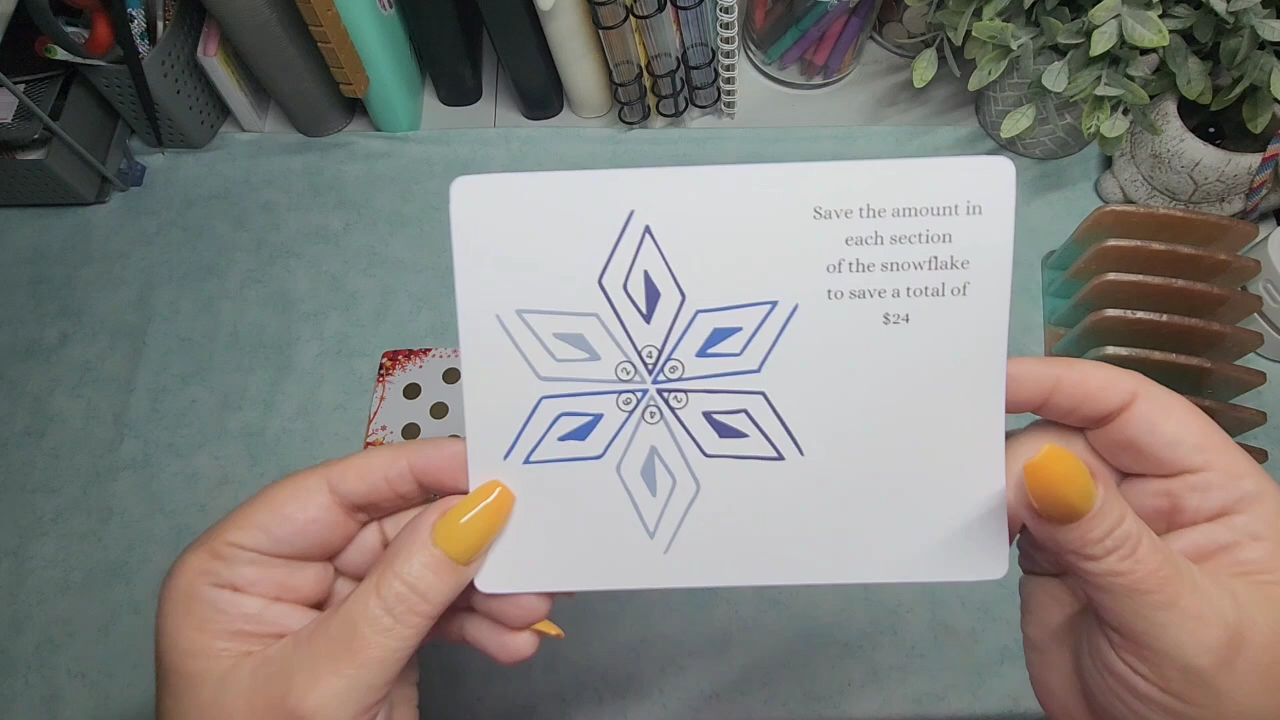 Save the amount in
each section
of the snowflake
to save a total of
$24
4
2 6
6 2
4